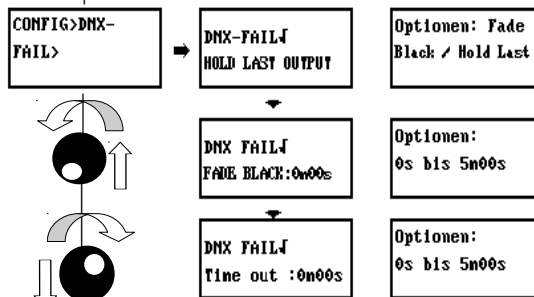 CONFIG>DNX-
FAIL>
DNX-FAIL√
HOLD LAST OUTPUT
Optionen: Fade
Black / Hold Last
DNX FAIL√
FADE BLACK:0m00s
Optionen:
0s bis 5m00s
DNX FAIL√
Time out :0m00s
Optionen:
0s bis 5m00s